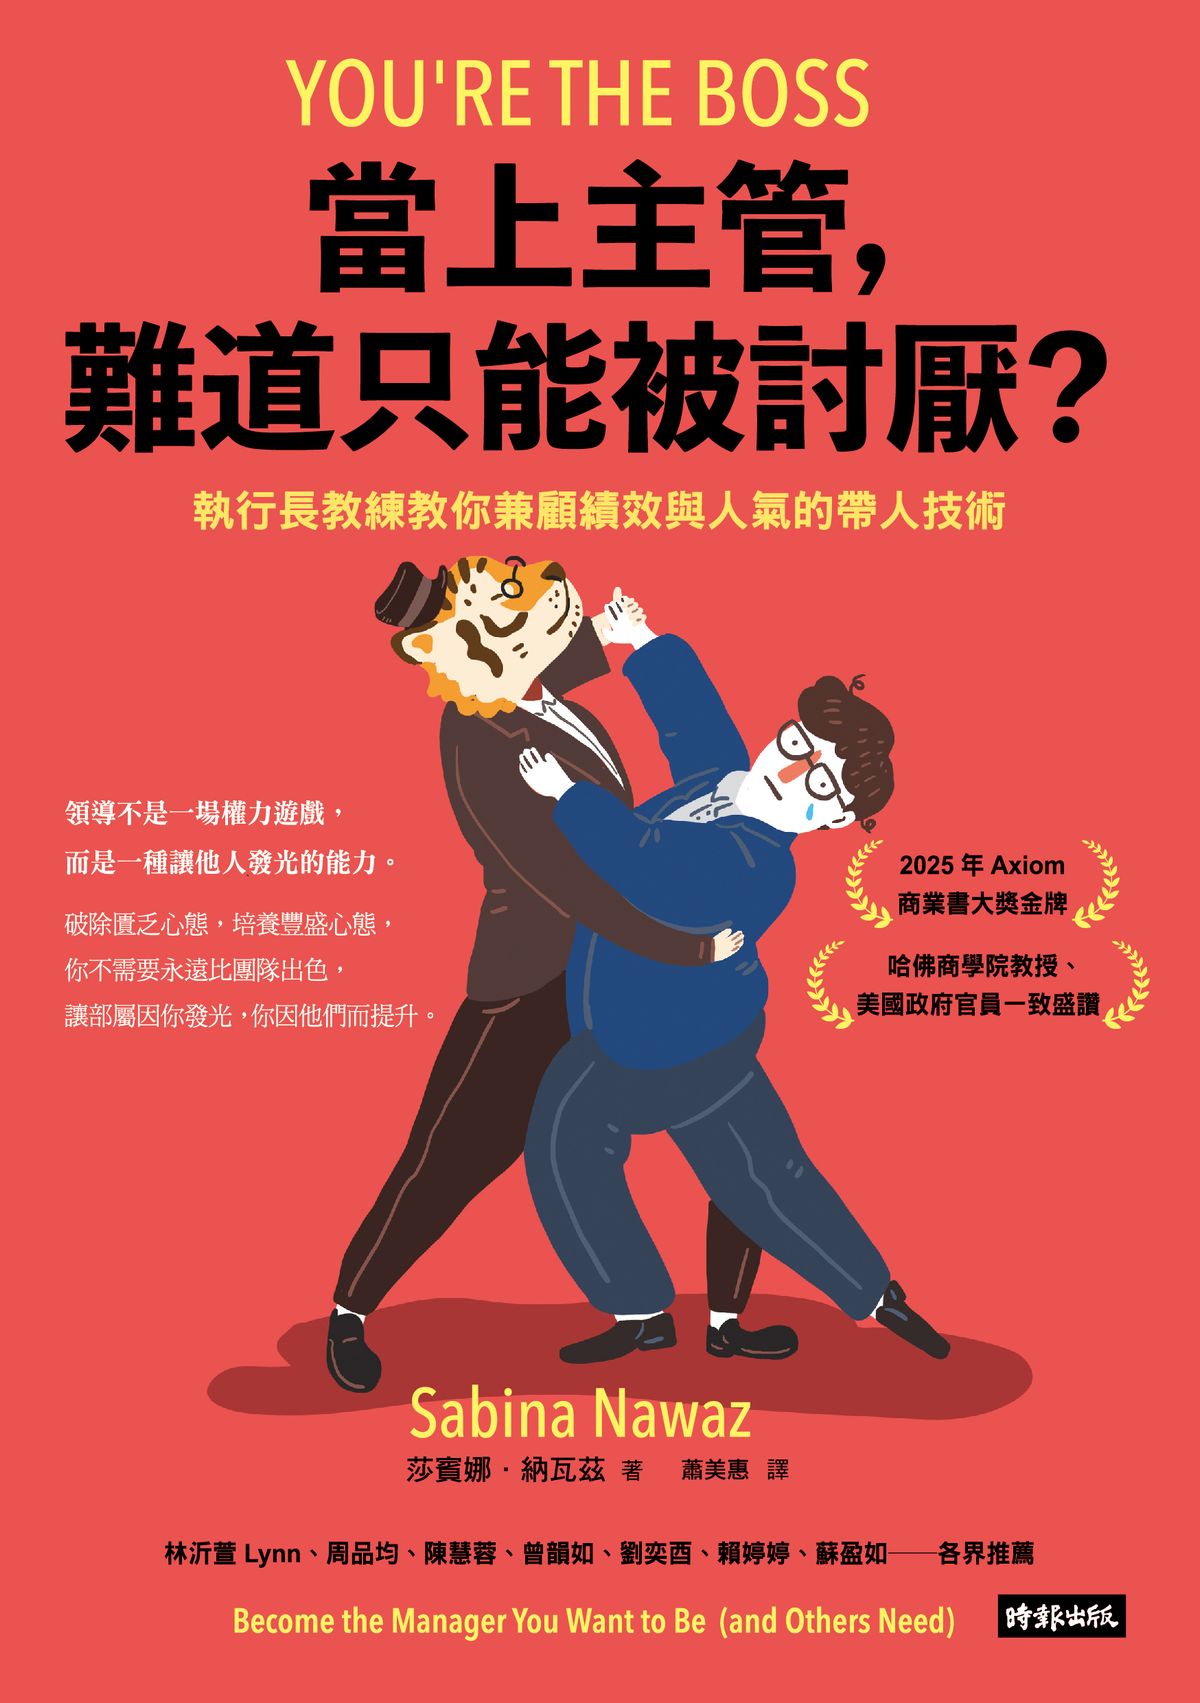 YOU'RE THE BOSS
當上主管,
難道只能被討厭?
執行長教練教你兼顧績效與人氣的帶人技術
領導不是一場權力遊戲，
而是一種讓他人發光的能力。
破除匱乏心態，培養豐盛心態，
你不需要永遠比團隊出色，
讓部屬因你發光，你因他們而提升。
2025 年 Axiom
商業書大獎金牌
哈佛商學院教授、
美國政府官員一致盛讚
Sabina Nawaz
莎賓娜．納瓦茲 著 蕭美惠 譯
林沂萱 Lynn、周品均、陳慧蓉、曾韻如、劉奕酉、賴婷婷、蘇盈如──各界推薦
Become the Manager You Want to Be (and Others Need)
時報出版